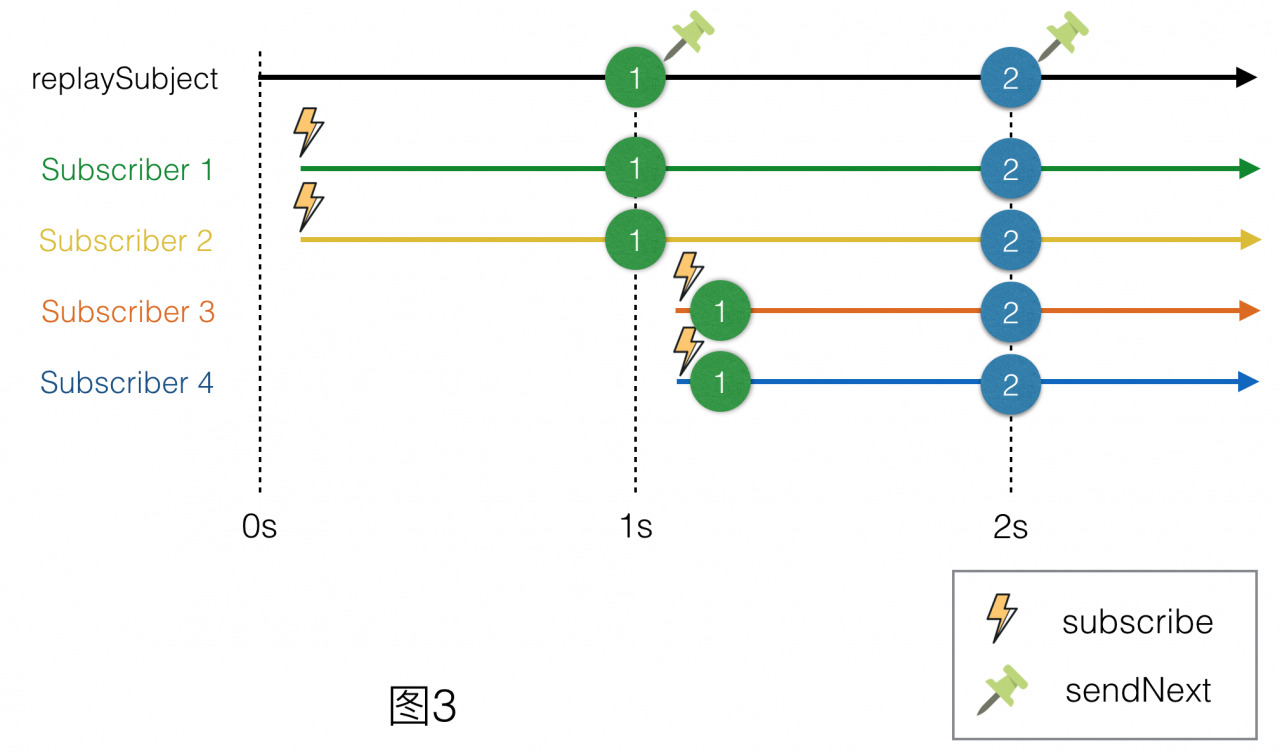 replaySubject 1 2
Subscriber 1 1 2
Subscriber 2 1 2
Subscriber 3 1 2
Subscriber 4 1 2
0s 1s 2s
subscribe
sendNext
图3